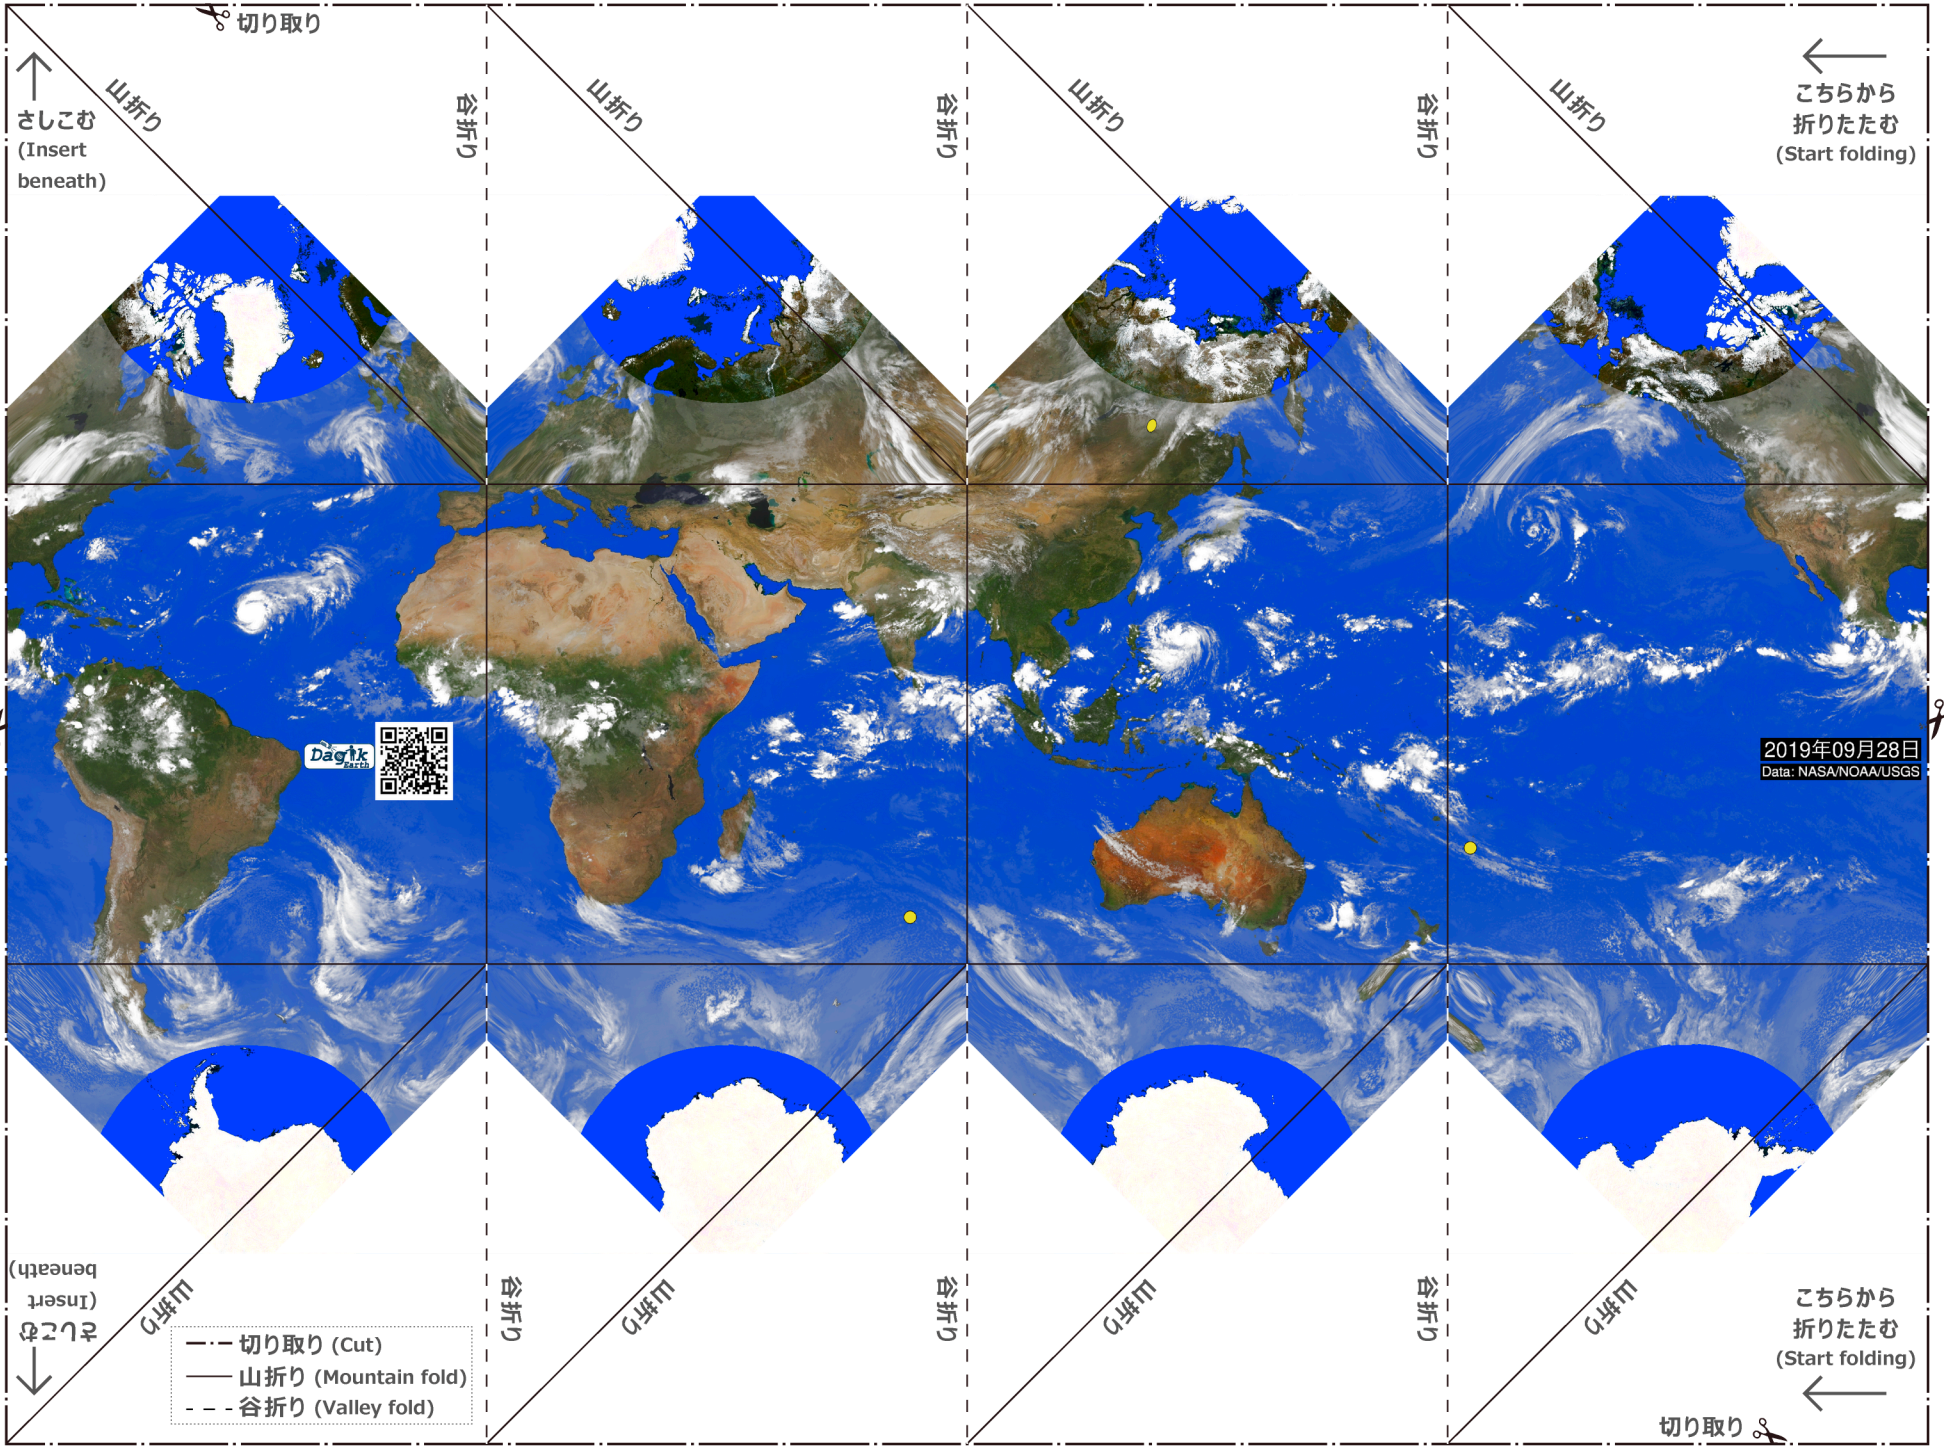 切り取り
山折り
谷折り
山折り
谷折り
山折り
谷折り
山折り
さしこむ
(Insert
beneath)
こちらから
折りたたむ
(Start folding)
Dagik
Earth
2019年09月28日
Data: NASA/NOAA/USGS
さしこむ
(Insert
beneath)
山折り
谷折り
山折り
谷折り
山折り
谷折り
山折り
切り取り (Cut)
山折り (Mountain fold)
谷折り (Valley fold)
こちらから
折りたたむ
(Start folding)
切り取り